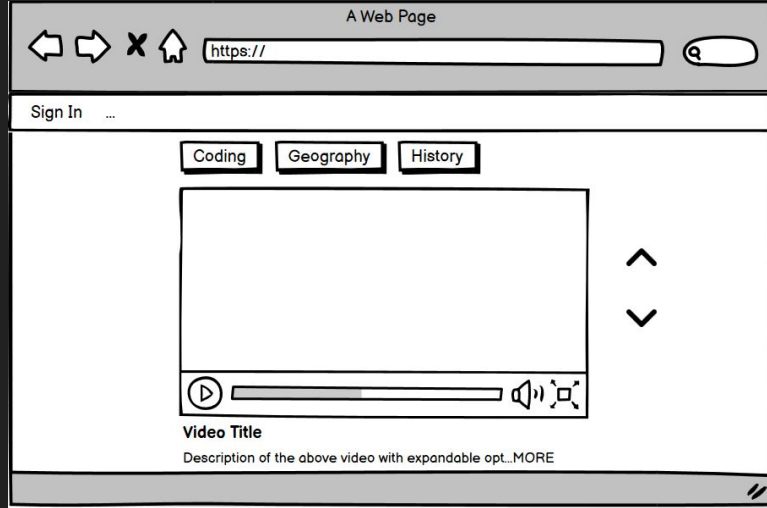 A Web Page
https://
Sign In ...
Coding Geography History
Video Title
Description of the above video with expandable opt...MORE